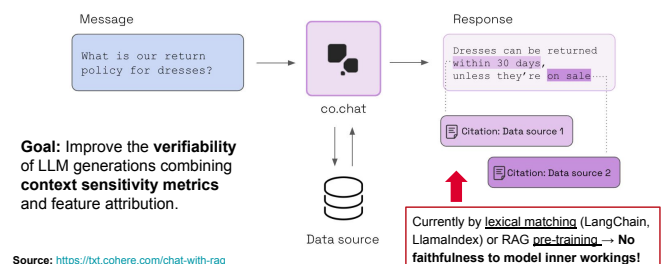 Message
What is our return
policy for dresses?
co.chat
Data source
Response
Dresses can be returned
within 30 days,
unless they're on sale
Citation: Data source 1
Citation: Data source 2
Goal: Improve the verifiability
of LLM generations combining
context sensitivity metrics
and feature attribution.
Currently by lexical matching (LangChain,
LlamaIndex) or RAG pre-training → No
faithfulness to model inner workings!
Source: https://txt.cohere.com/chat-with-rag